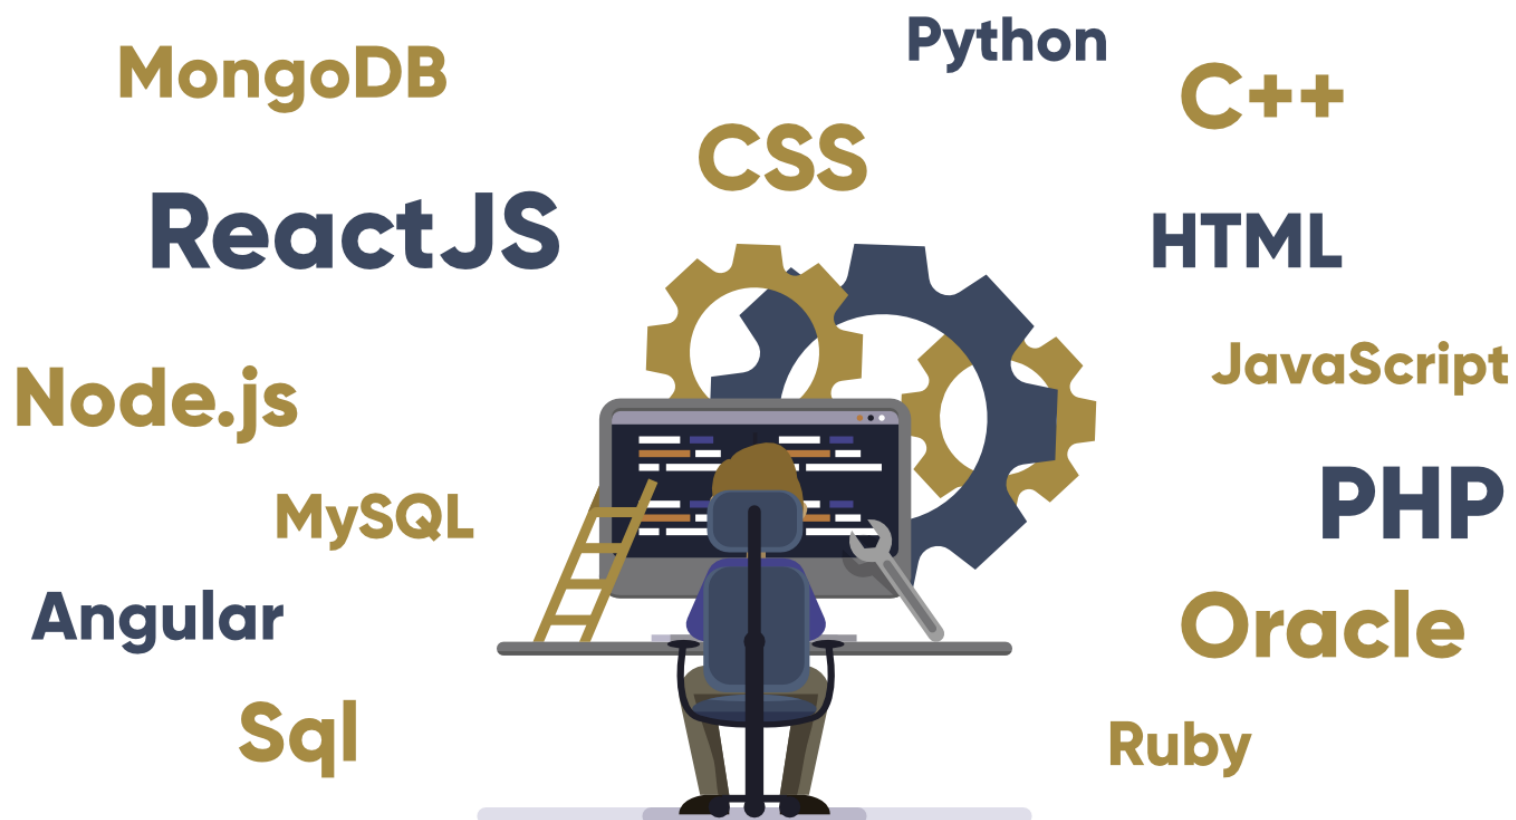 Python
MongoDB
C++
CSS
ReactJS
HTML
JavaScript
Node.js
PHP
MySQL
Angular
Oracle
Sql
Ruby